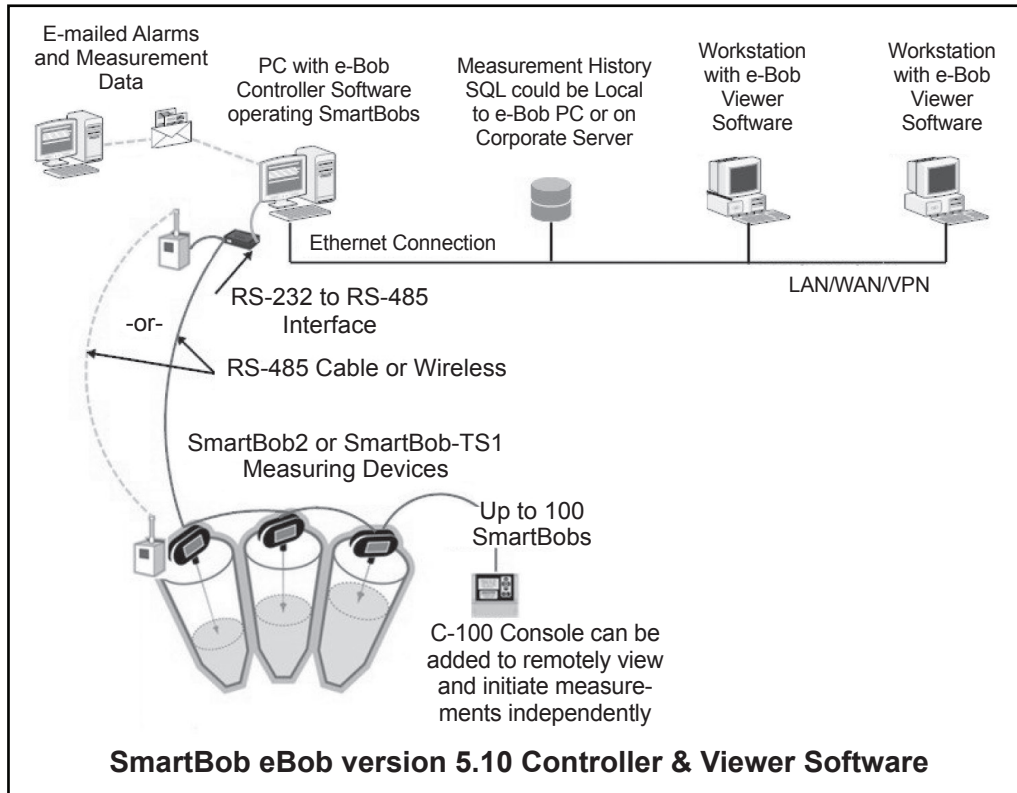 E-mailed Alarms
and Measurement
Data
PC with e-Bob
Controller Software
operating SmartBobs
Measurement History
SQL could be Local
to e-Bob PC or on
Corporate Server
Workstation
with e-Bob
Viewer
Software
Workstation
with e-Bob
Viewer
Software
Ethernet Connection
LAN/WAN/VPN
RS-232 to RS-485
Interface
-or-
RS-485 Cable or Wireless
SmartBob2 or SmartBob-TS1
Measuring Devices
Up to 100
SmartBobs
C-100 Console can be
added to remotely view
and initiate measure-
ments independently
SmartBob eBob version 5.10 Controller & Viewer Software